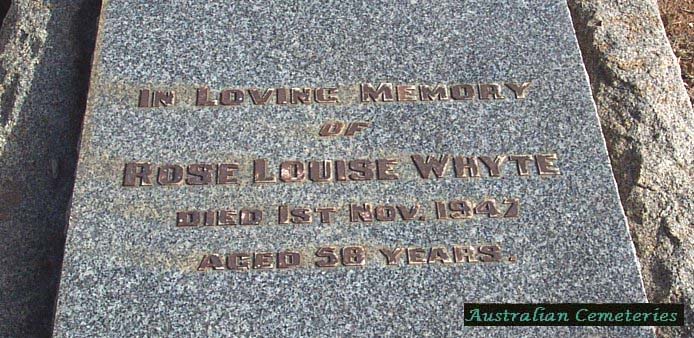 IN LOVING MEMORY
OF
ROSE LOUISE WHYTE
DIED 1ST NOV. 1947
AGED 58 YEARS.
Australian Cemeteries